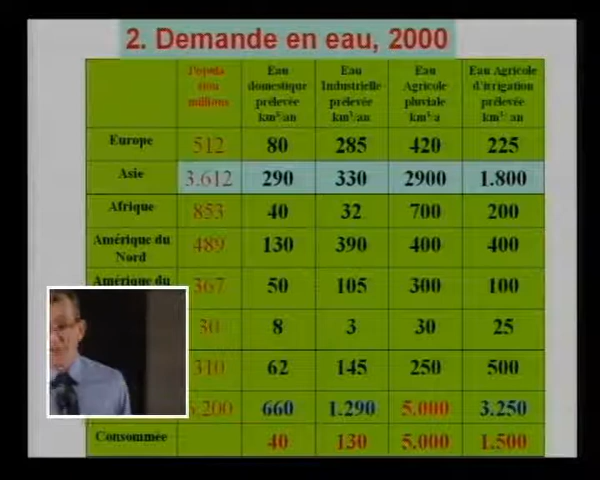 2. Demande en eau, 2000
Popula
tion
millions
Eau
domestique
prélevée
km³/an
Eau
Industrielle
prélevée
km³/an
Eau
Agricole
pluviale
km³/a
Eau Agricole
d'irrigation
prélevée
km³/ an
Europe 512 80 285 420 225
Asie 3.612 290 330 2900 1.800
Afrique 853 40 32 700 200
Amérique du
Nord 489 130 390 400 400
Amérique du
367 50 105 300 100
30 8 3 30 25
310 62 145 250 500
.200 660 1.290 5.000 3.250
Consommée 40 130 5.000 1.500